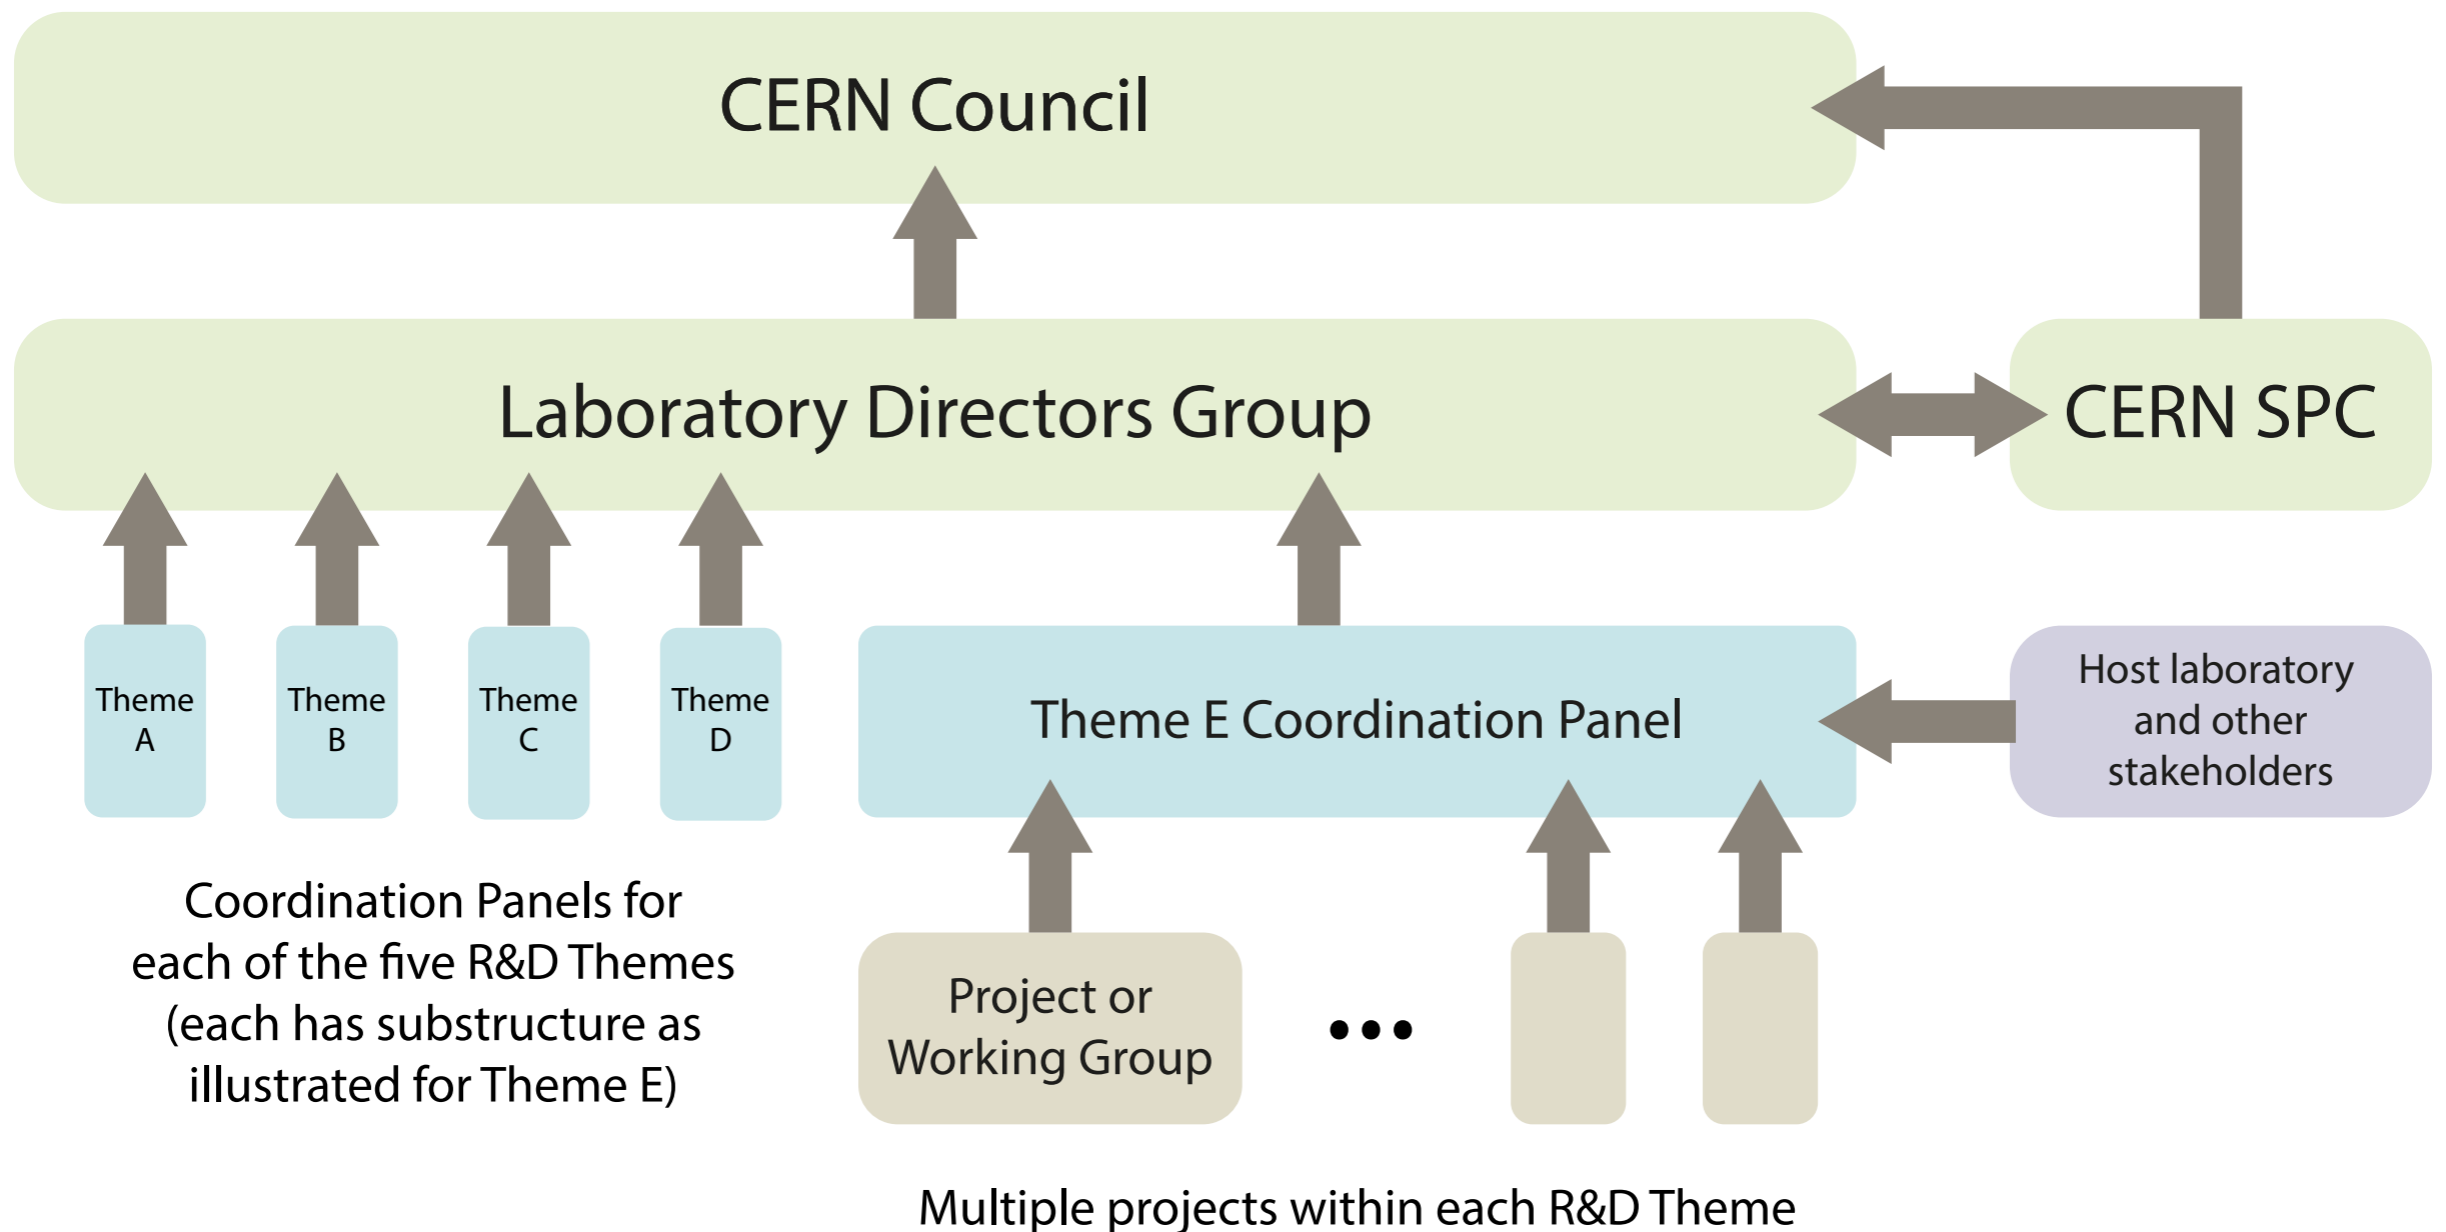 CERN Council
Laboratory Directors Group
CERN SPC
Theme
A
Theme
B
Theme
C
Theme
D
Theme E Coordination Panel
Host laboratory
and other
stakeholders
Coordination Panels for
each of the five R&D Themes
(each has substructure as
illustrated for Theme E)
Project or
Working Group
•••
Multiple projects within each R&D Theme